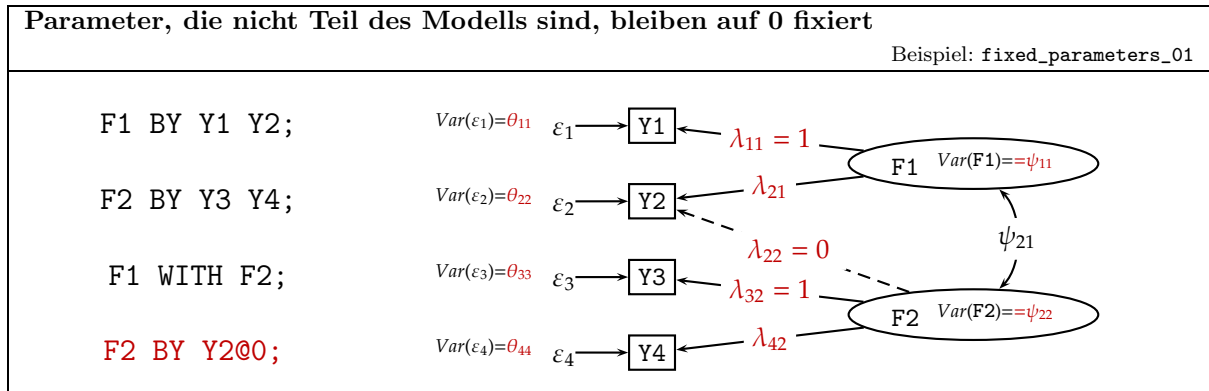 Parameter, die nicht Teil des Modells sind, bleiben auf 0 fixiert
Beispiel: fixed_parameters_01
F1 BY Y1 Y2;
Var(ε₁)=θ₁₁ ε₁ Y1 λ₁₁ = 1
F1 Var(F1)==ψ₁₁
F2 BY Y3 Y4;
Var(ε₂)=θ₂₂ ε₂ Y2 λ₂₁
λ₂₂ = 0
ψ₂₁
F1 WITH F2;
Var(ε₃)=θ₃₃ ε₃ Y3 λ₃₂ = 1
F2 Var(F2)==ψ₂₂
F2 BY Y2@0;
Var(ε₄)=θ₄₄ ε₄ Y4 λ₄₂